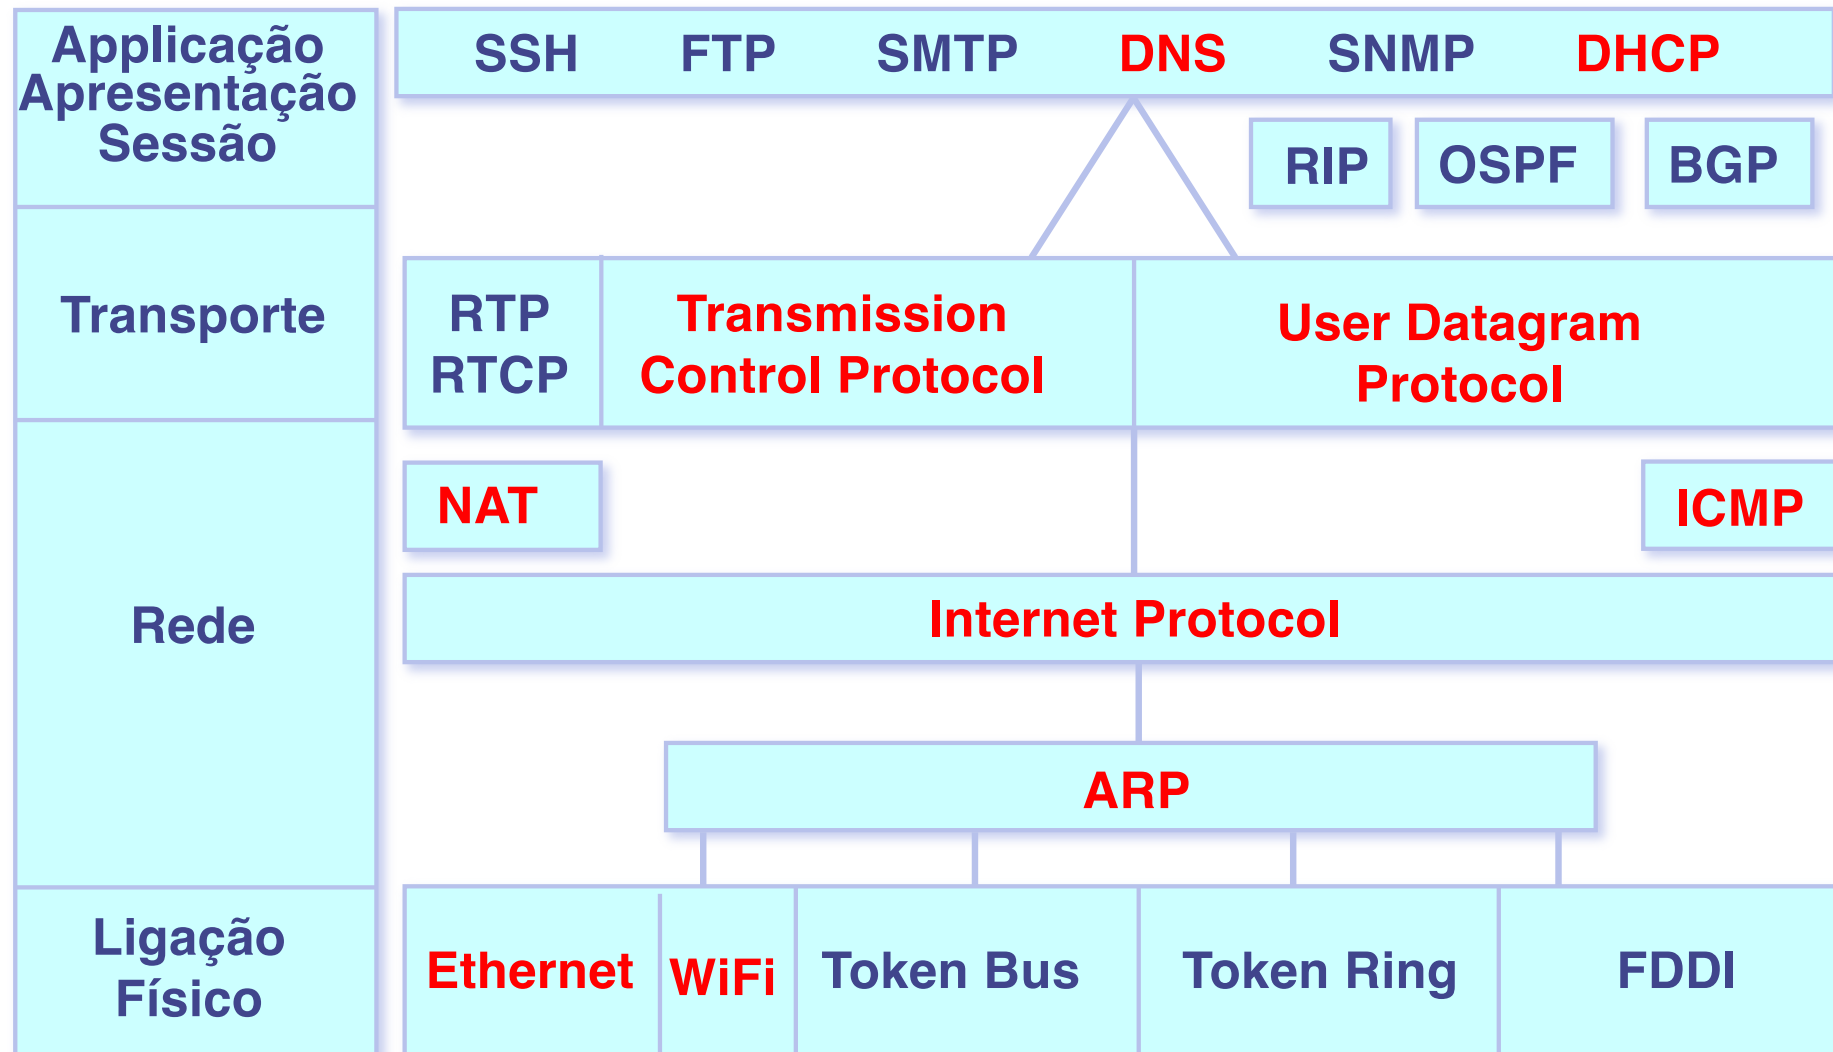 Applicação
Apresentação
Sessão
SSH FTP SMTP DNS SNMP DHCP
RIP OSPF BGP
Transporte
RTP
RTCP
Transmission
Control Protocol
User Datagram
Protocol
Rede
NAT
ICMP
Internet Protocol
ARP
Ligação
Físico
Ethernet WiFi Token Bus Token Ring FDDI